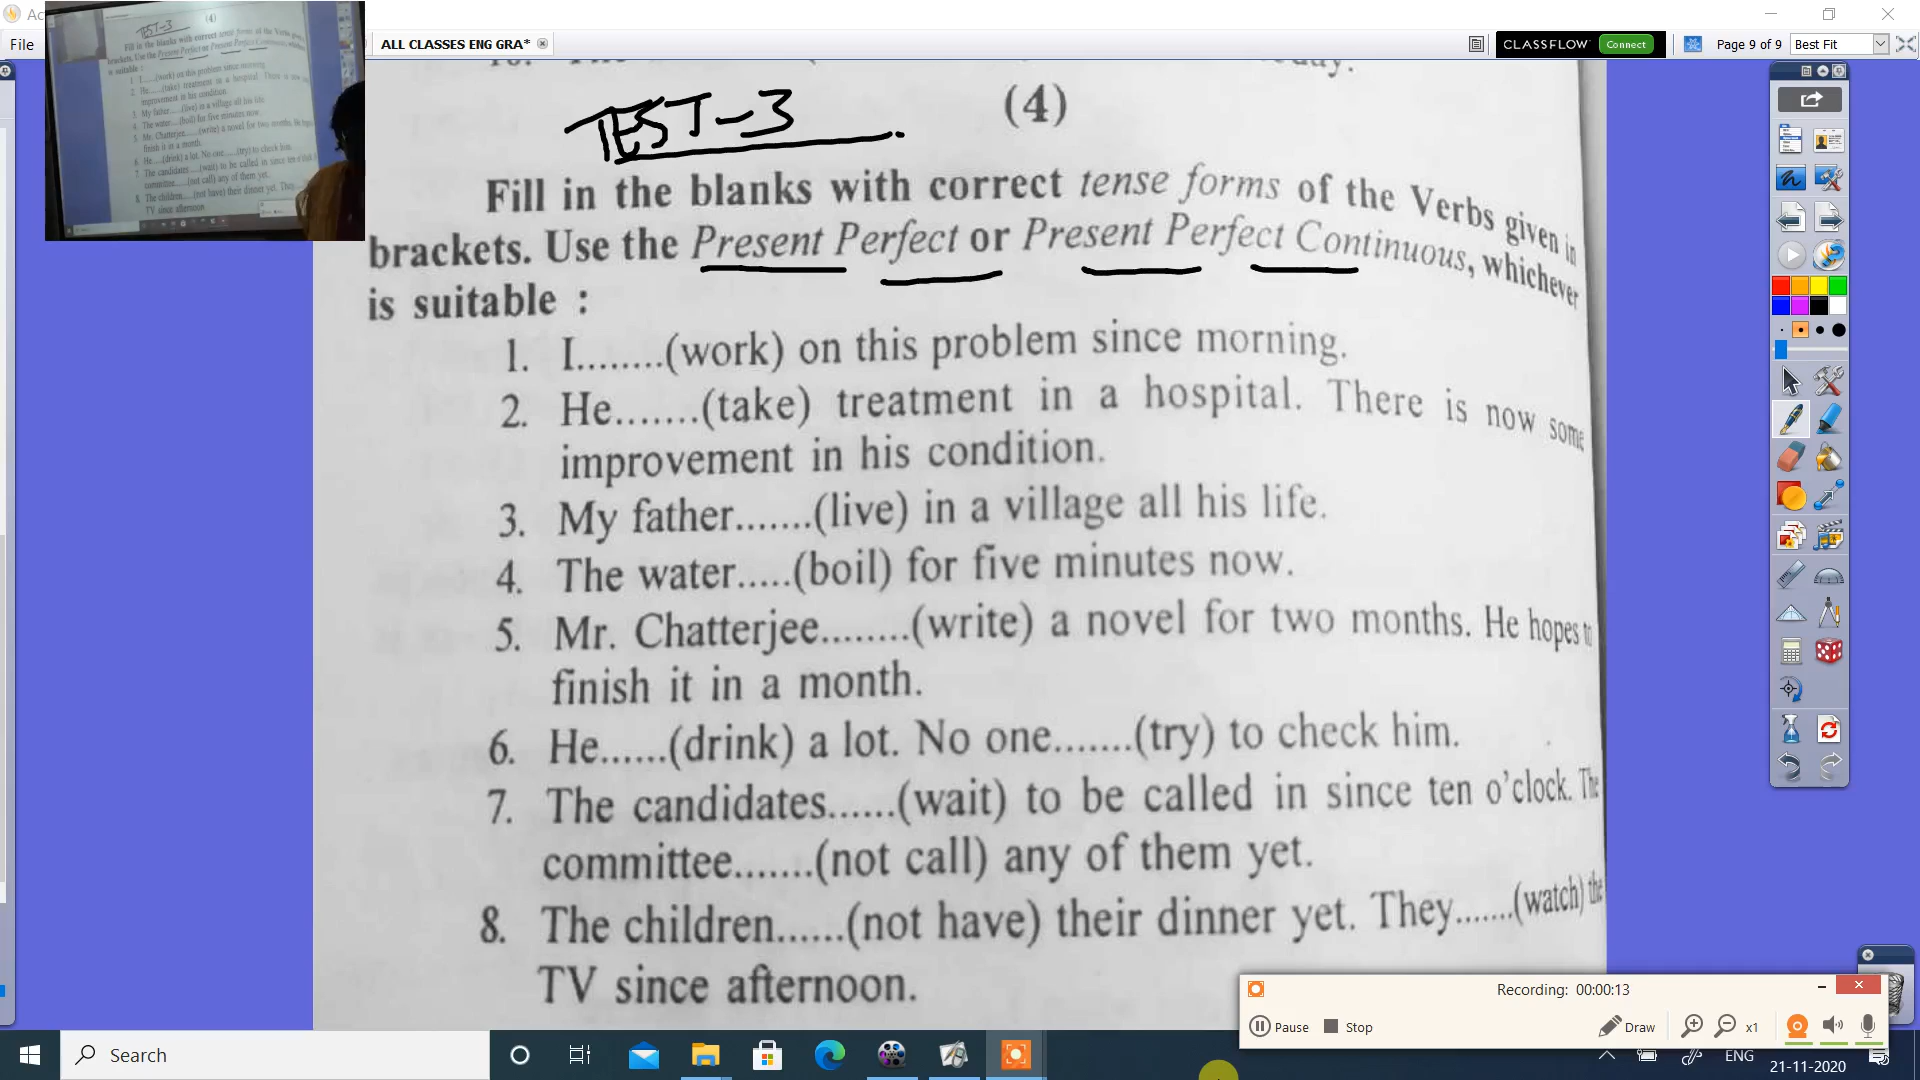 File
ALL CLASSES ENG GRA*
CLASSFLOW Connect
Page 9 of 9
Best Fit
TEST-3
(4)
Fill in the blanks with correct tense forms of the Verbs given in
brackets. Use the Present Perfect or Present Perfect Continuous, whichever
is suitable :
1. I........(work) on this problem since morning.
2. He.......(take) treatment in a hospital. There is now some
improvement in his condition.
3. My father.......(live) in a village all his life.
4. The water.....(boil) for five minutes now.
5. Mr. Chatterjee........(write) a novel for two months. He hopes to
finish it in a month.
6. He......(drink) a lot. No one.......(try) to check him.
7. The candidates......(wait) to be called in since ten o'clock. The
committee.......(not call) any of them yet.
8. The children......(not have) their dinner yet. They.......(watch) the
TV since afternoon.
Recording: 00:00:13
Pause Stop Draw x1
Search
ENG
21-11-2020